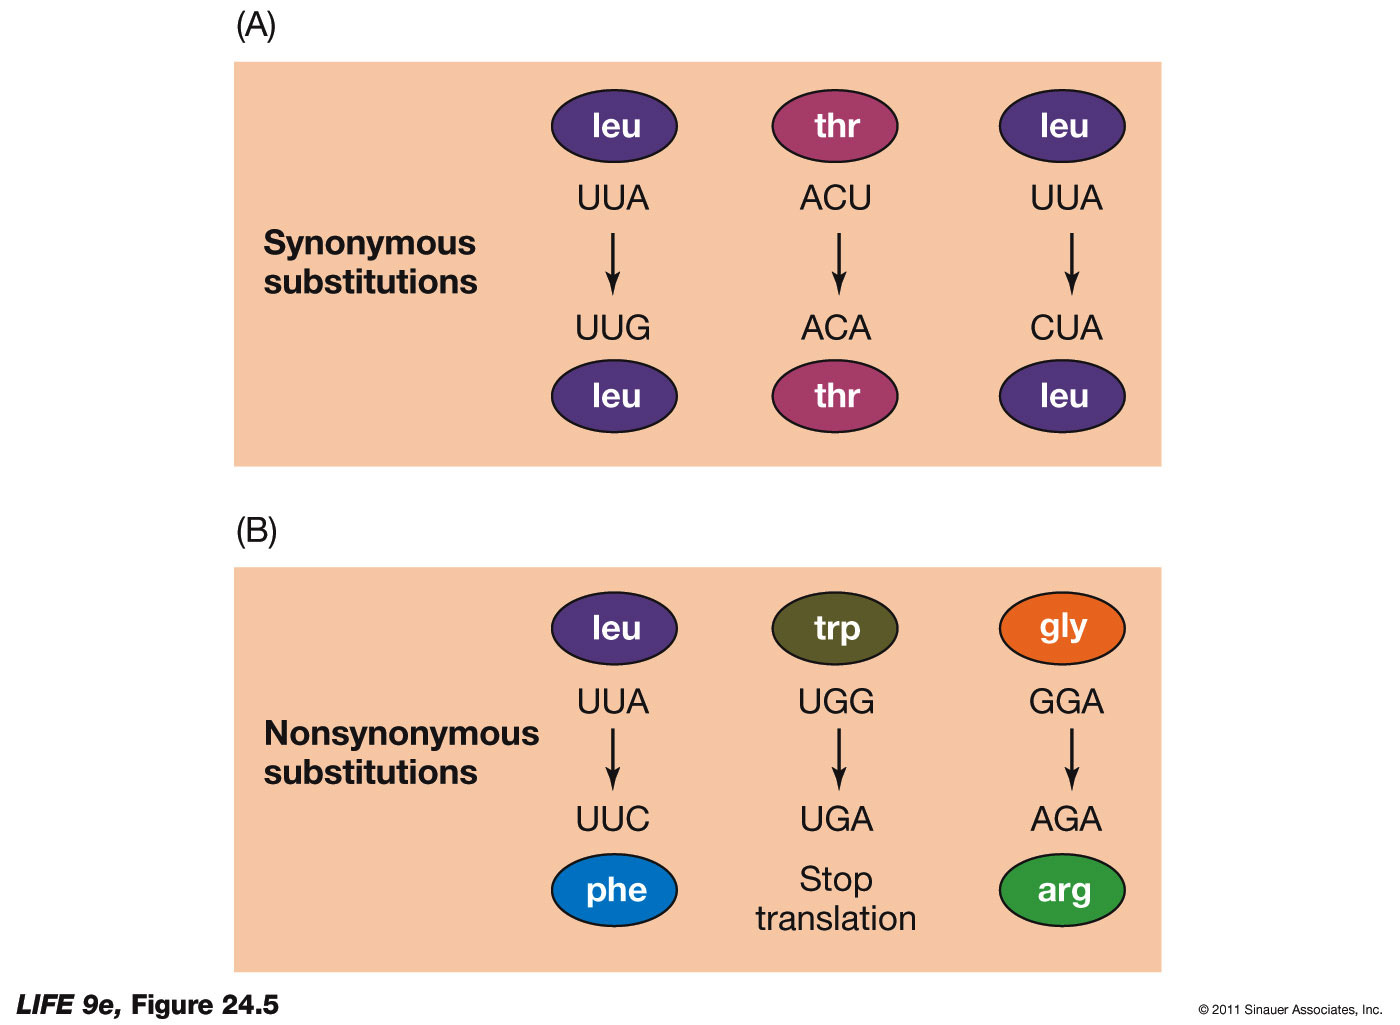 (A)
leu thr leu
UUA ACU UUA
Synonymous
substitutions
UUG ACA CUA
leu thr leu
(B)
leu trp gly
UUA UGG GGA
Nonsynonymous
substitutions
UUC UGA AGA
phe Stop translation arg
LIFE 9e, Figure 24.5
© 2011 Sinauer Associates, Inc.